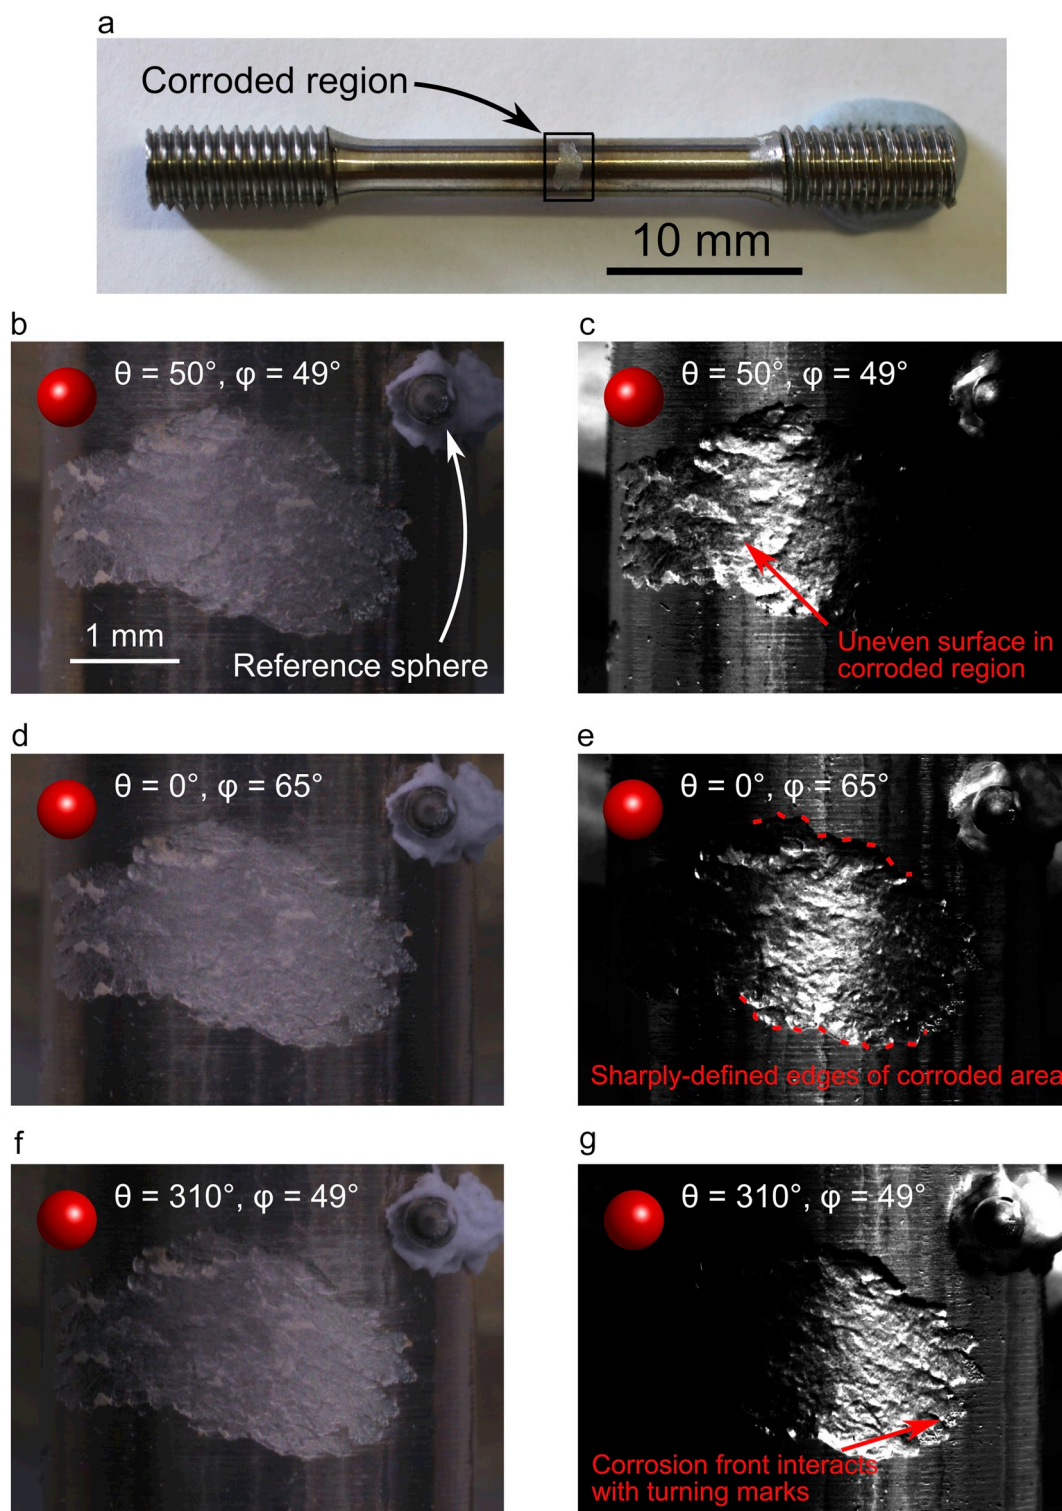 a
Corroded region
10 mm
b
θ = 50°, φ = 49°
1 mm
Reference sphere
c
θ = 50°, φ = 49°
Uneven surface in
corroded region
d
θ = 0°, φ = 65°
e
θ = 0°, φ = 65°
Sharply-defined edges of corroded area
f
θ = 310°, φ = 49°
g
θ = 310°, φ = 49°
Corrosion front interacts
with turning marks